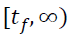 [t_f, ∞)